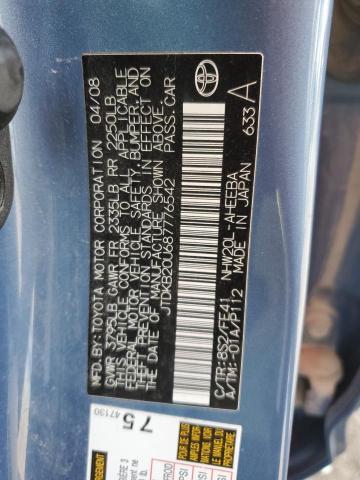 MFD. BY: TOYOTA MOTOR CORPORATION 04/08
GVWR 3795LB GAWR FR 2335LB RR 2250LB
THIS VEHICLE CONFORMS TO ALL APPLICABLE
FEDERAL MOTOR VEHICLE SAFETY, BUMPER, AND
THEFT PREVENTION STANDARDS IN EFFECT ON
THE DATE OF MANUFACTURE SHOWN ABOVE.
JTDKB20U687776542 PASS. CAR
C/TR: 8S2/FE41 NHW20L-AHEEBA
A/TM: -01A/P112 MADE IN JAPAN
633 A
TOYOTA
75
47130